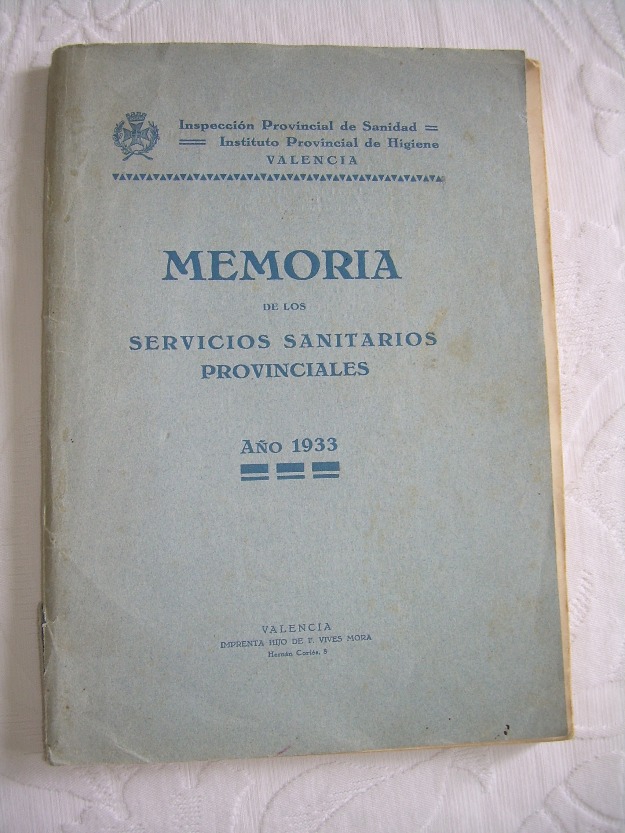 Inspección Provincial de Sanidad
Instituto Provincial de Higiene
VALENCIA
MEMORIA
DE LOS
SERVICIOS SANITARIOS
PROVINCIALES
AÑO 1933
VALENCIA
IMPRENTA HIJO DE F. VIVES MORA
Hernán Cortés, 8